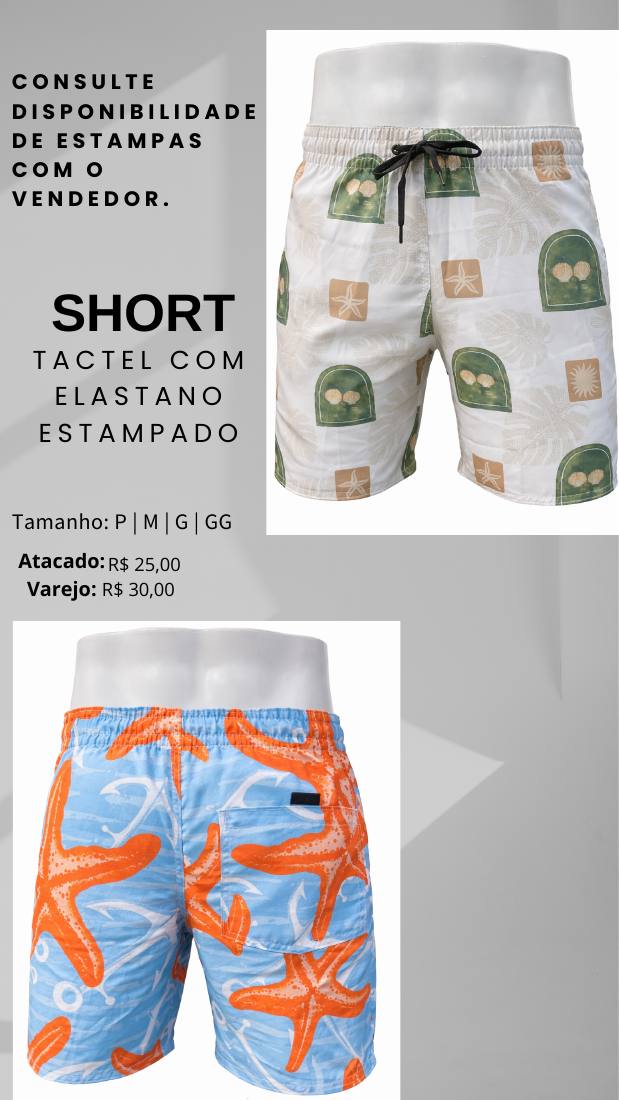 CONSULTE
DISPONIBILIDADE
DE ESTAMPAS
COM O
VENDEDOR.
SHORT
TACTEL COM
ELASTANO
ESTAMPADO
Tamanho: P | M | G | GG
Atacado: R$ 25,00
Varejo: R$ 30,00